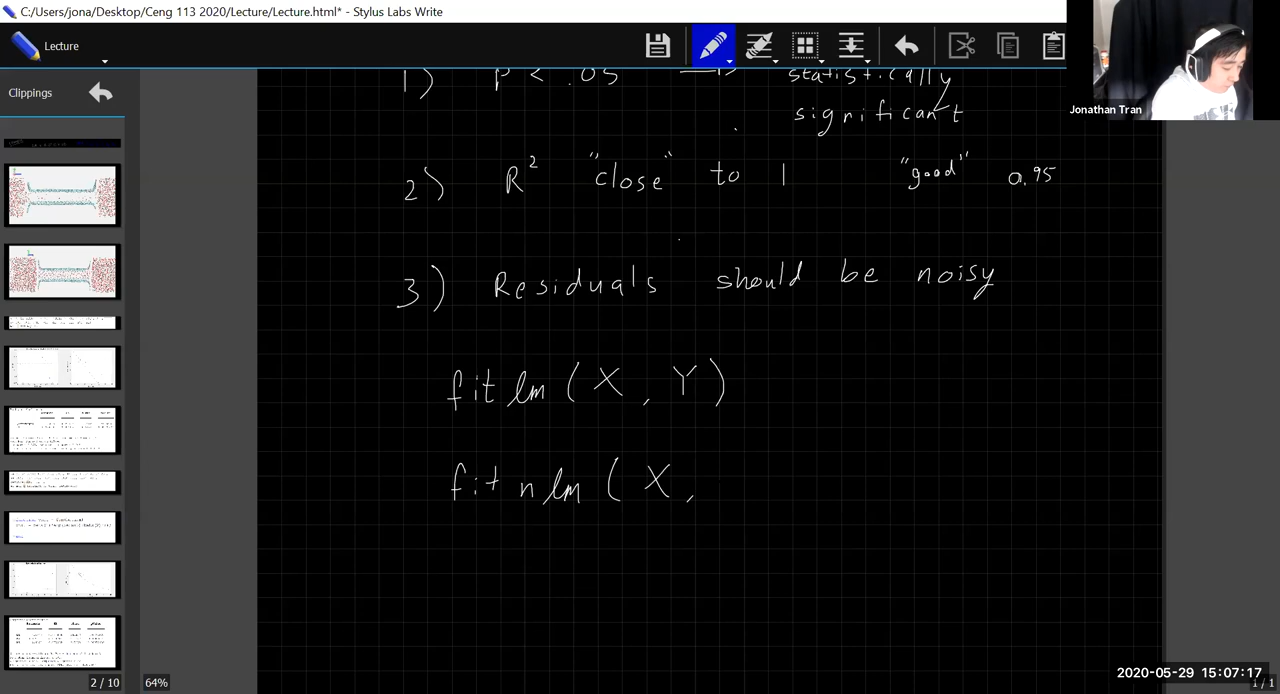 C:/Users/jona/Desktop/Ceng 113 2020/Lecture/Lecture.html* - Stylus Labs Write
Lecture
Clippings
Jonathan Tran
1) P < .05 => statistically
significant
2) R² "close" to 1 "good" 0.95
3) Residuals should be noisy
fitlm ( X , Y )
fitnlm ( X ,
2 / 10
64%
2020-05-29 15:07:17
1 / 1